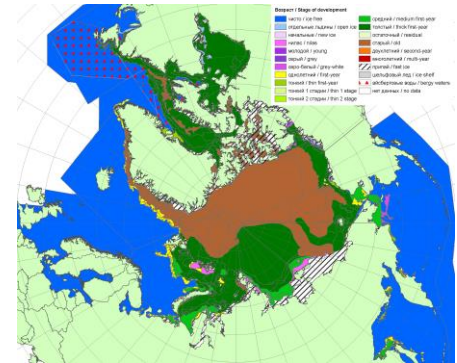 Возраст / Stage of development
чисто / ice free
отдельные льдины / open ice
начальные / new ice
нилас / nilas
молодой / young
серый / grey
серо-белый / grey-white
однолетний / first-year
тонкий / thin first-year
тонкий 1 стадии / thin 1 stage
тонкий 2 стадии / thin 2 stage
средний / medium first-year
толстый / thick first-year
остаточный / residual
старый / old
двухлетний / second-year
многолетний / multi-year
припай / fast ice
шельфовый лед / ice-shelf
айсберговые воды / bergy waters
нет данных / no data